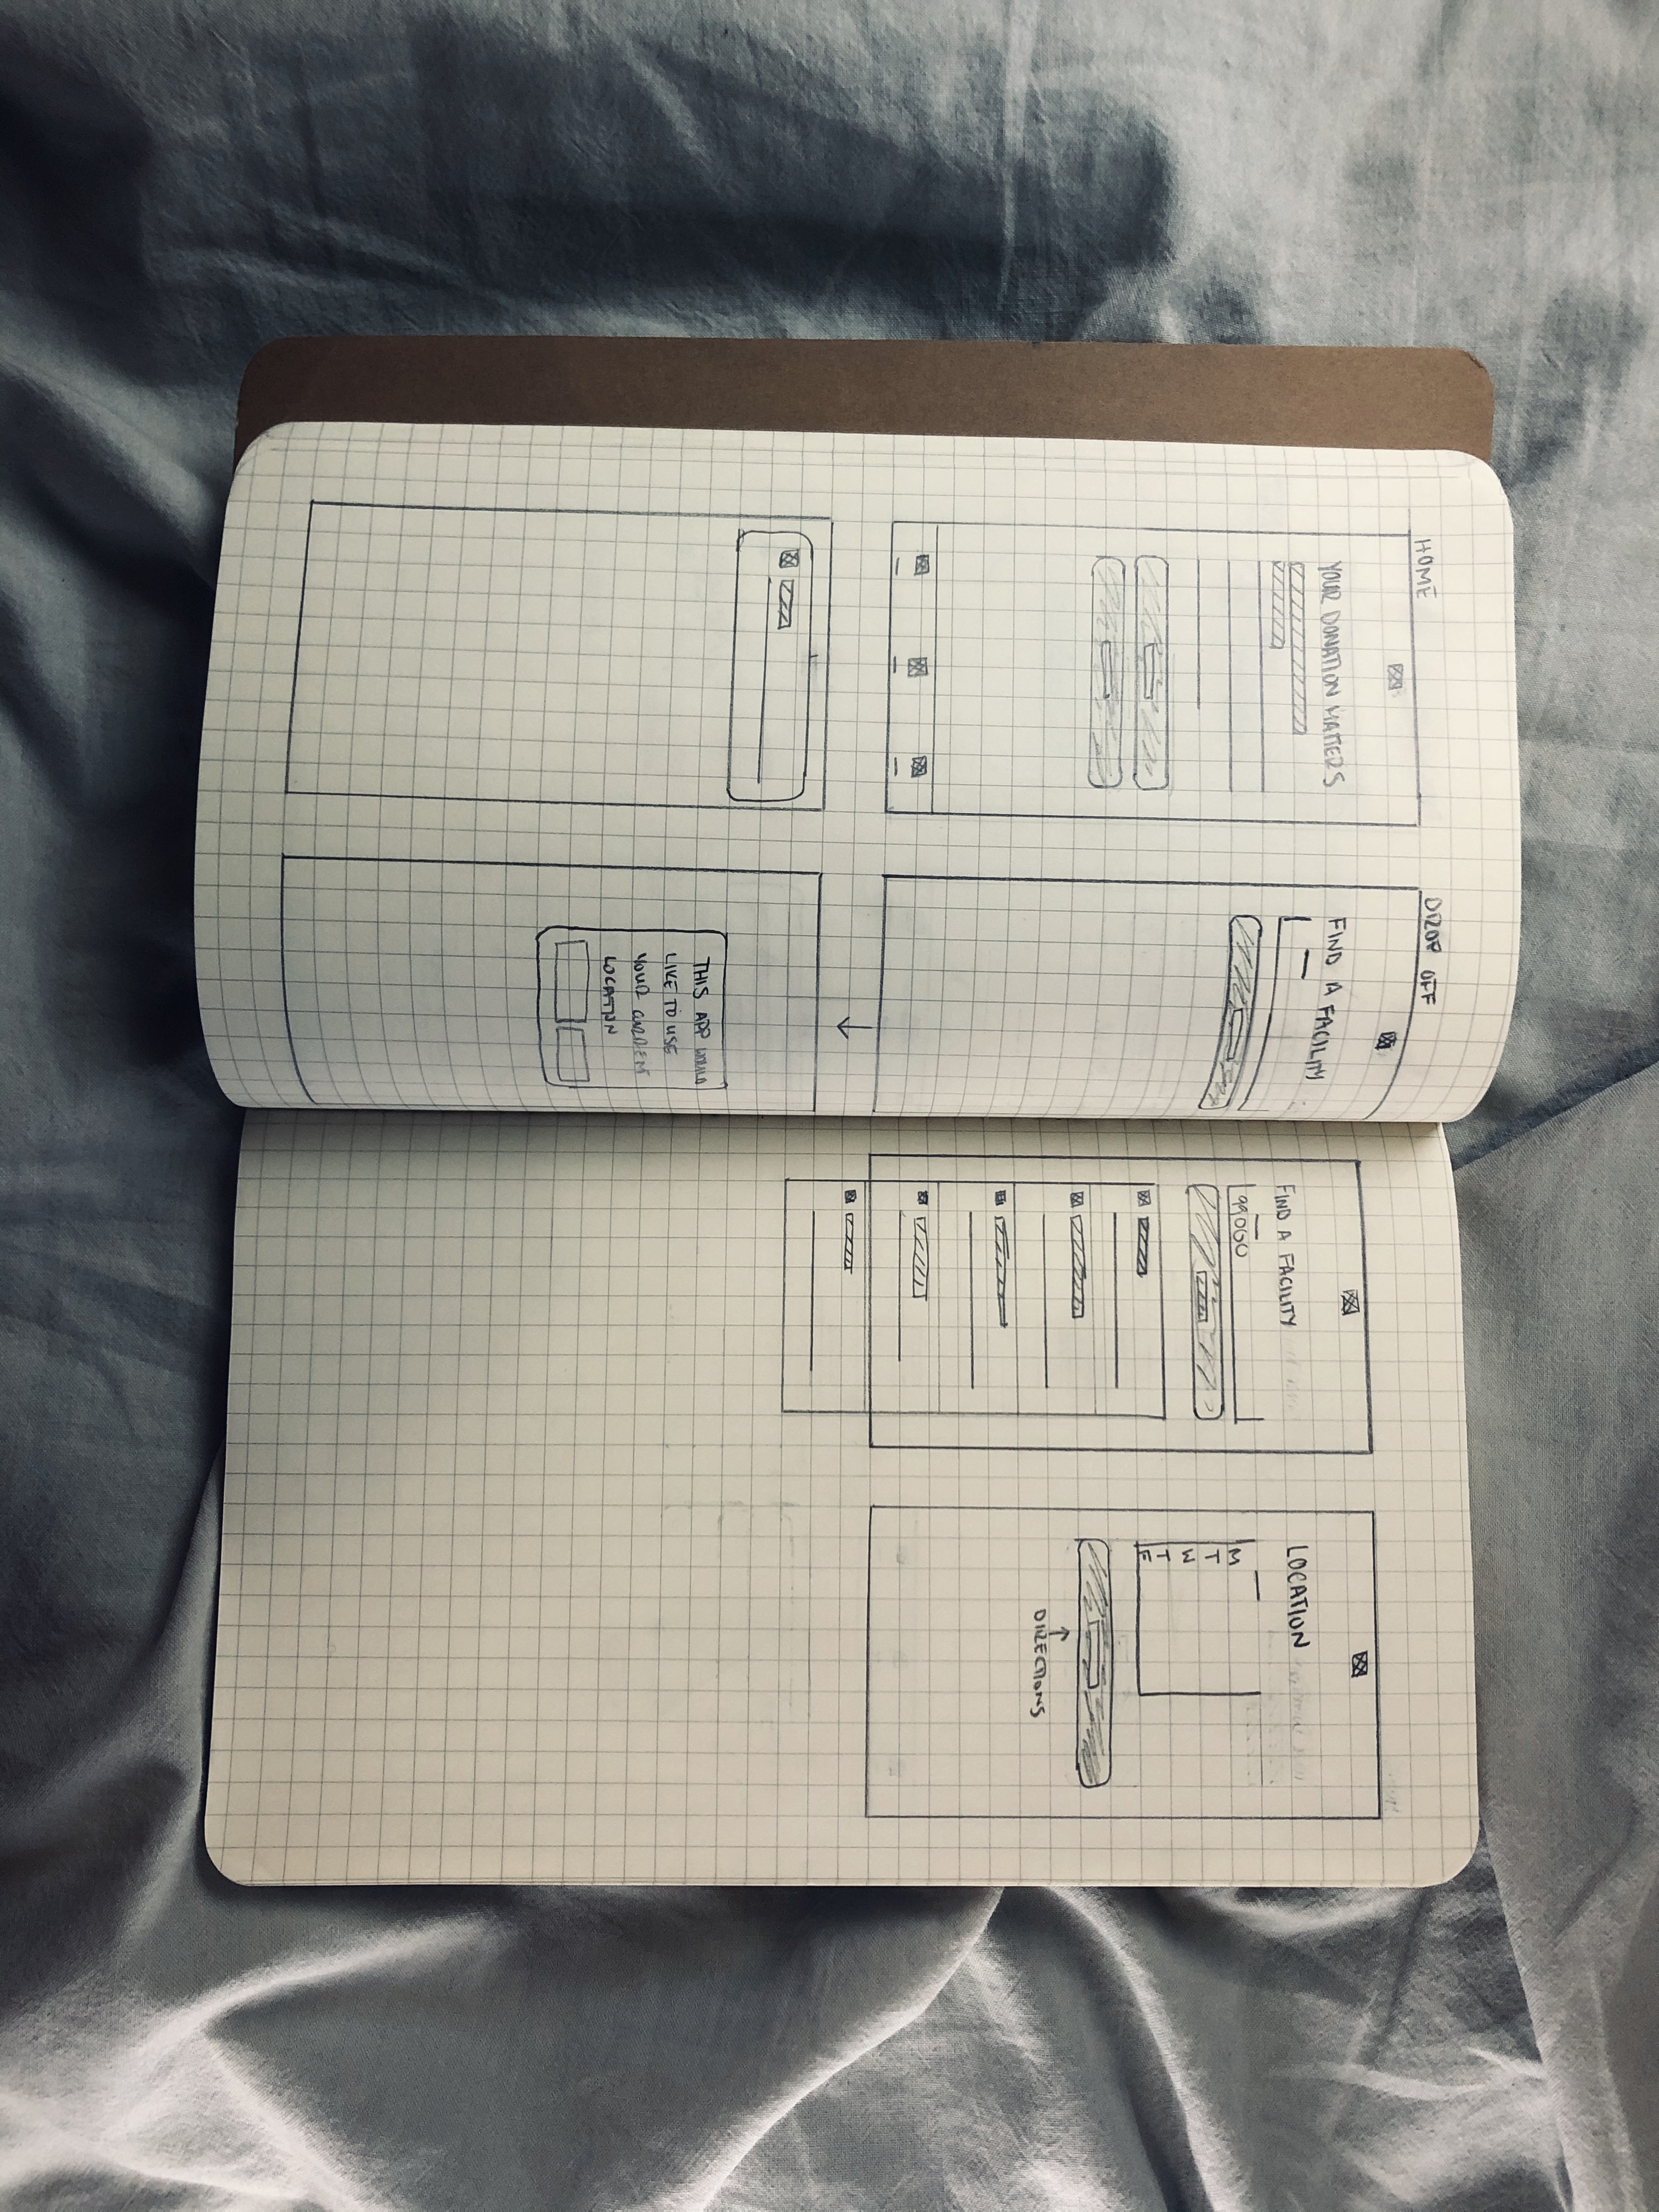 HOME
YOUR DONATION MATTERS
DROP OFF
FIND A FACILITY
THIS APP WOULD
LIKE TO USE
YOUR CURRENT
LOCATION
FIND A FACILITY
99060
LOCATION
M
T
W
T
F
DIRECTIONS